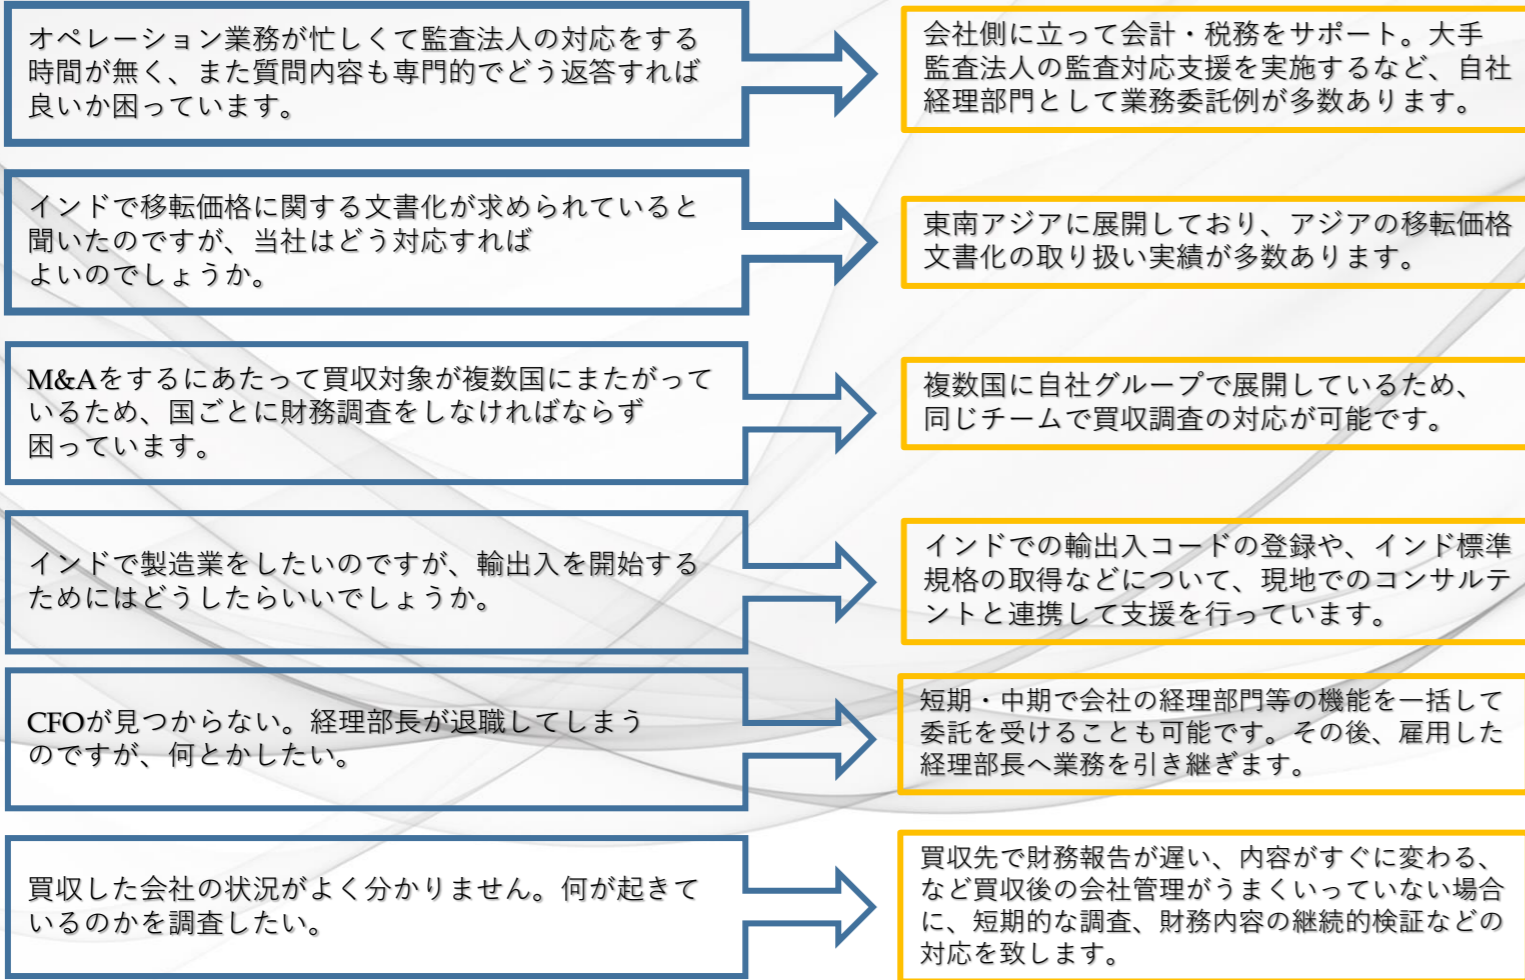 オペレーション業務が忙しくて監査法人の対応をする
時間が無く、また質問内容も専門的でどう返答すれば
良いか困っています。
会社側に立って会計・税務をサポート。大手
監査法人の監査対応支援を実施するなど、自社
経理部門として業務委託例が多数あります。
インドで移転価格に関する文書化が求められていると
聞いたのですが、当社はどう対応すれば
よいのでしょうか。
東南アジアに展開しており、アジアの移転価格
文書化の取り扱い実績が多数あります。
M&Aをするにあたって買収対象が複数国にまたがって
いるため、国ごとに財務調査をしなければならず
困っています。
複数国に自社グループで展開しているため、
同じチームで買収調査の対応が可能です。
インドで製造業をしたいのですが、輸出入を開始する
ためにはどうしたらいいでしょうか。
インドでの輸出入コードの登録や、インド標準
規格の取得などについて、現地でのコンサルテ
ントと連携して支援を行っています。
CFOが見つからない。経理部長が退職してしまう
のですが、何とかしたい。
短期・中期で会社の経理部門等の機能を一括して
委託を受けることも可能です。その後、雇用した
経理部長へ業務を引き継ぎます。
買収した会社の状況がよく分かりません。何が起きて
いるのかを調査したい。
買収先で財務報告が遅い、内容がすぐに変わる、
など買収後の会社管理がうまくいっていない場合
に、短期的な調査、財務内容の継続的検証などの
対応を致します。